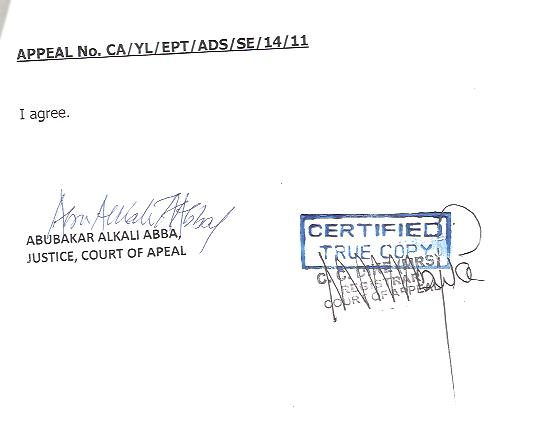 APPEAL No. CA/YL/EPT/ADS/SE/14/11
I agree.
ABUBAKAR ALKALI ABBA,
JUSTICE, COURT OF APEAL
CERTIFIED
TRUE COPY
REGISTRAR
COURT OF APPEAL